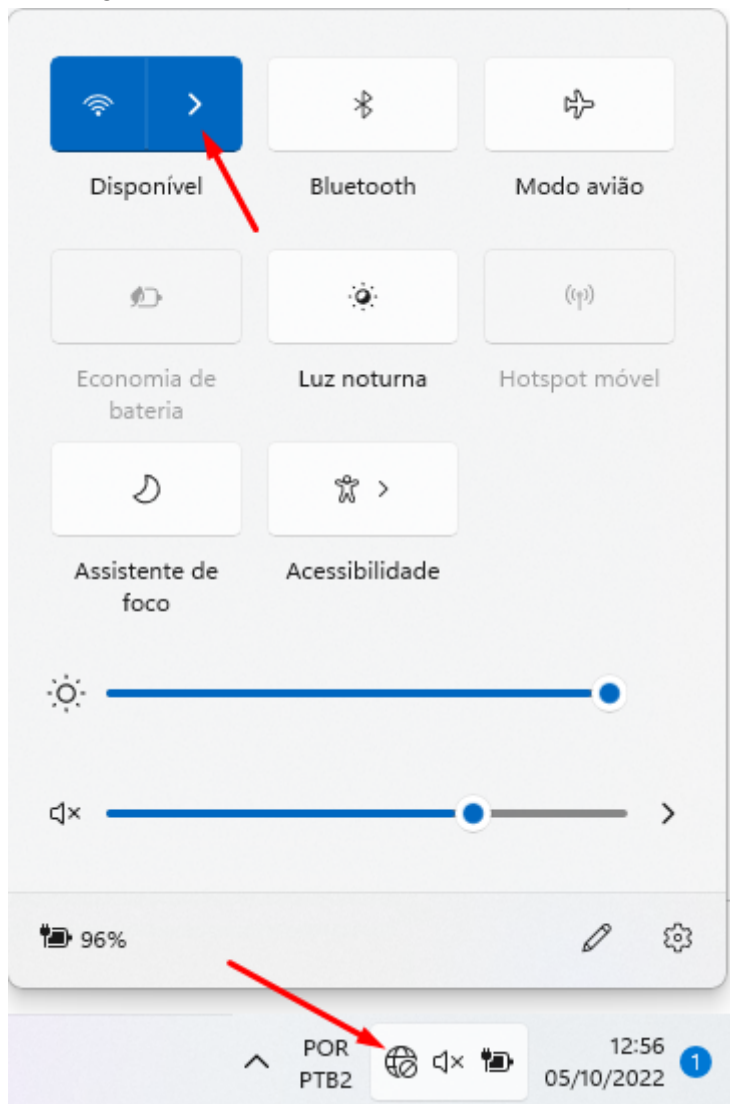 Disponível
Bluetooth
Modo avião
Economia de
bateria
Luz noturna
Hotspot móvel
Assistente de
foco
Acessibilidade
96%
POR
PTB2
12:56
05/10/2022
1